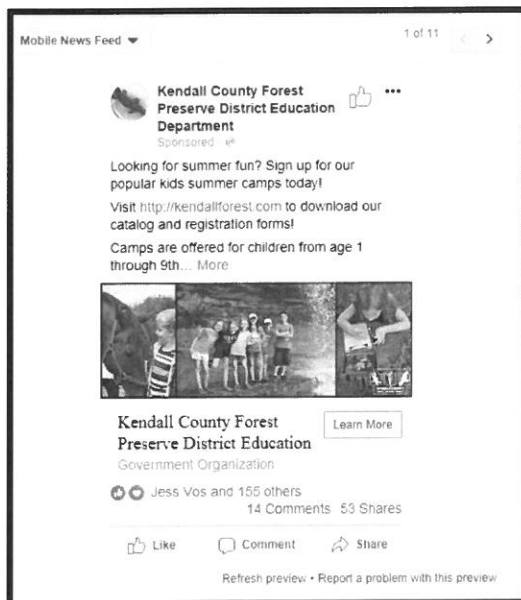 Mobile News Feed
1 of 11
Kendall County Forest
Preserve District Education
Department
Sponsored
Looking for summer fun? Sign up for our
popular kids summer camps today!
Visit http://kendallforest.com to download our
catalog and registration forms!
Camps are offered for children from age 1
through 9th... More
Kendall County Forest
Preserve District Education
Learn More
Government Organization
Jess Vos and 155 others
14 Comments 53 Shares
Like Comment Share
Refresh preview • Report a problem with this preview